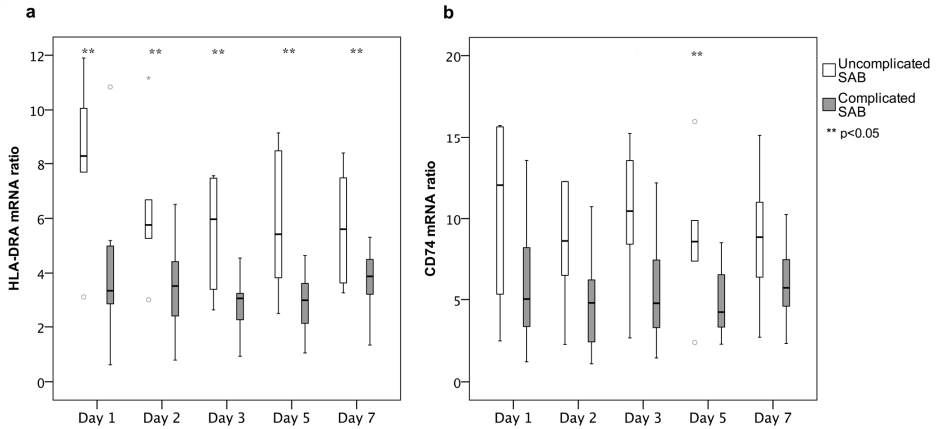 a
** ** ** ** **
*
HLA-DRA mRNA ratio
12
10
8
6
4
2
0
Day 1 Day 2 Day 3 Day 5 Day 7
b
**
CD74 mRNA ratio
20
15
10
5
0
Day 1 Day 2 Day 3 Day 5 Day 7
Uncomplicated
SAB
Complicated
SAB
** p<0.05